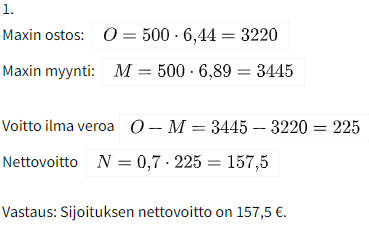 1.
Maxin ostos: O = 500 · 6,44 = 3220
Maxin myynti: M = 500 · 6,89 = 3445
Voitto ilma veroa O − M = 3445 − 3220 = 225
Nettovoitto N = 0,7 · 225 = 157,5
Vastaus: Sijoituksen nettovoitto on 157,5 €.